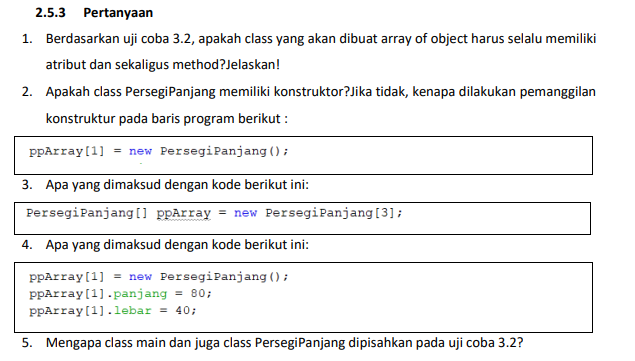 2.5.3 Pertanyaan
1. Berdasarkan uji coba 3.2, apakah class yang akan dibuat array of object harus selalu memiliki
atribut dan sekaligus method?Jelaskan!
2. Apakah class PersegiPanjang memiliki konstruktor?Jika tidak, kenapa dilakukan pemanggilan
konstruktur pada baris program berikut :
ppArray[1] = new PersegiPanjang();
3. Apa yang dimaksud dengan kode berikut ini:
PersegiPanjang[] ppArray = new PersegiPanjang[3];
4. Apa yang dimaksud dengan kode berikut ini:
ppArray[1] = new PersegiPanjang();
ppArray[1].panjang = 80;
ppArray[1].lebar = 40;
5. Mengapa class main dan juga class PersegiPanjang dipisahkan pada uji coba 3.2?